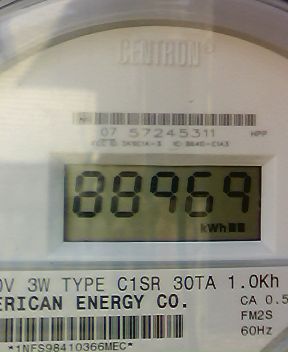 CENTRON®
07 57245311 HPP
88969
kWh
0V 3W TYPE C1SR 30TA 1.0Kh
ERICAN ENERGY CO.
CA 0.5
FM2S
60Hz
*1NFS98410366MEC*